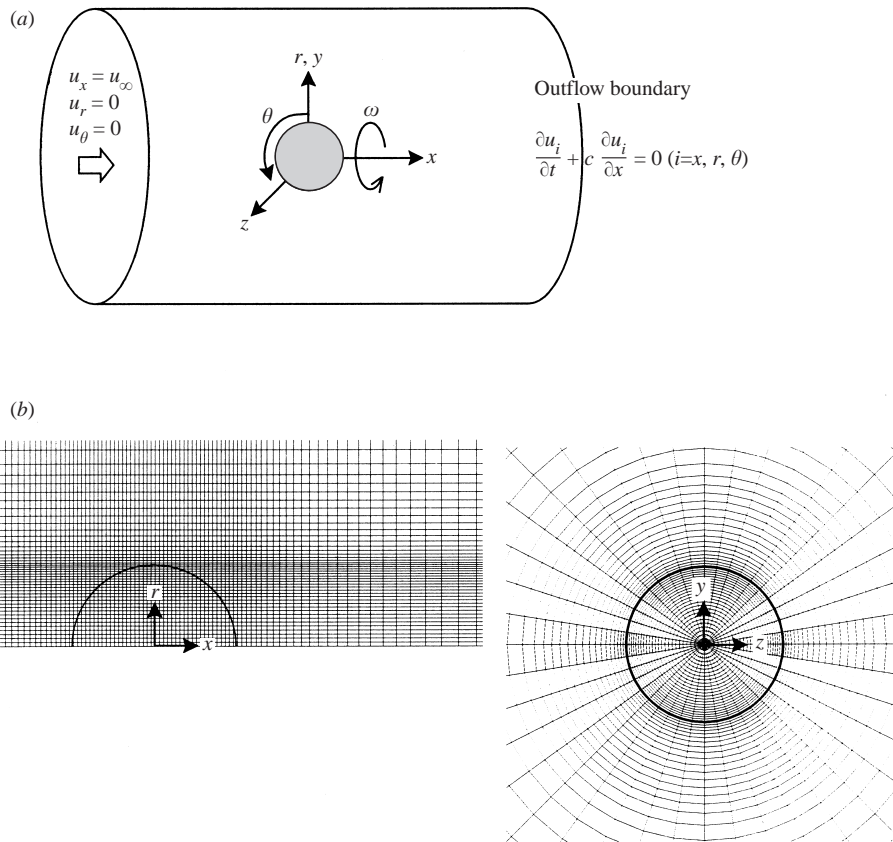 (a)
u_x = u_∞
u_r = 0
u_θ = 0
r, y
θ
ω
x
z
Outflow boundary
∂u_i/∂t + c ∂u_i/∂x = 0 (i=x, r, θ)
(b)
r
x
y
z